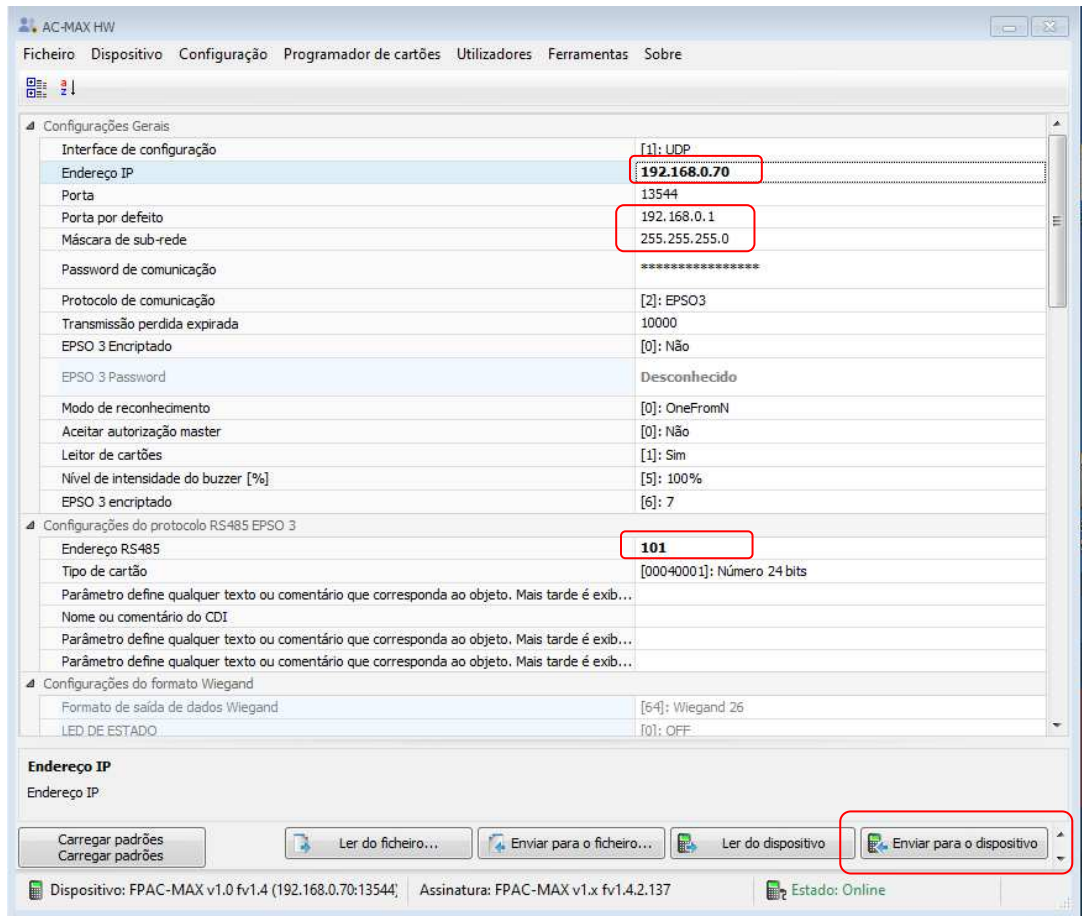 AC-MAX HW
Ficheiro Dispositivo Configuração Programador de cartões Utilizadores Ferramentas Sobre
Configurações Gerais
Interface de configuração [1]: UDP
Endereço IP 192.168.0.70
Porta 13544
Porta por defeito 192.168.0.1
Máscara de sub-rede 255.255.255.0
Password de comunicação ****************
Protocolo de comunicação [2]: EPSO3
Transmissão perdida expirada 10000
EPSO 3 Encriptado [0]: Não
EPSO 3 Password Desconhecido
Modo de reconhecimento [0]: OneFromN
Aceitar autorização master [0]: Não
Leitor de cartões [1]: Sim
Nível de intensidade do buzzer [%] [5]: 100%
EPSO 3 encriptado [6]: 7
Configurações do protocolo RS485 EPSO 3
Endereço RS485 101
Tipo de cartão [00040001]: Número 24 bits
Parâmetro define qualquer texto ou comentário que corresponda ao objeto. Mais tarde é exib...
Nome ou comentário do CDI
Parâmetro define qualquer texto ou comentário que corresponda ao objeto. Mais tarde é exib...
Parâmetro define qualquer texto ou comentário que corresponda ao objeto. Mais tarde é exib...
Configurações do formato Wiegand
Formato de saída de dados Wiegand [64]: Wiegand 26
LED DE ESTADO [0]: OFF
Endereço IP
Endereço IP
Carregar padrões
Carregar padrões
Ler do ficheiro... Enviar para o ficheiro... Ler do dispositivo Enviar para o dispositivo
Dispositivo: FPAC-MAX v1.0 fv1.4 (192.168.0.70:13544) Assinatura: FPAC-MAX v1.x fv1.4.2.137 Estado: Online